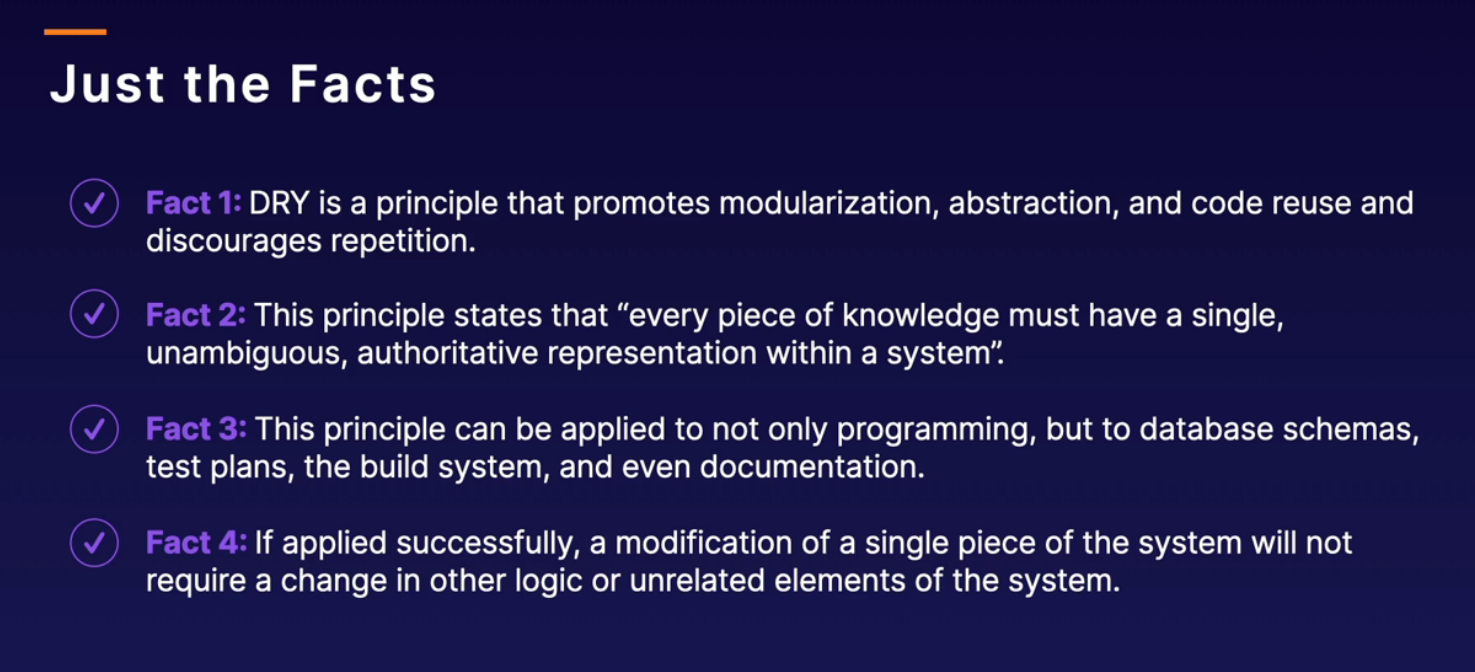 Just the Facts
Fact 1: DRY is a principle that promotes modularization, abstraction, and code reuse and
discourages repetition.
Fact 2: This principle states that “every piece of knowledge must have a single,
unambiguous, authoritative representation within a system”.
Fact 3: This principle can be applied to not only programming, but to database schemas,
test plans, the build system, and even documentation.
Fact 4: If applied successfully, a modification of a single piece of the system will not
require a change in other logic or unrelated elements of the system.